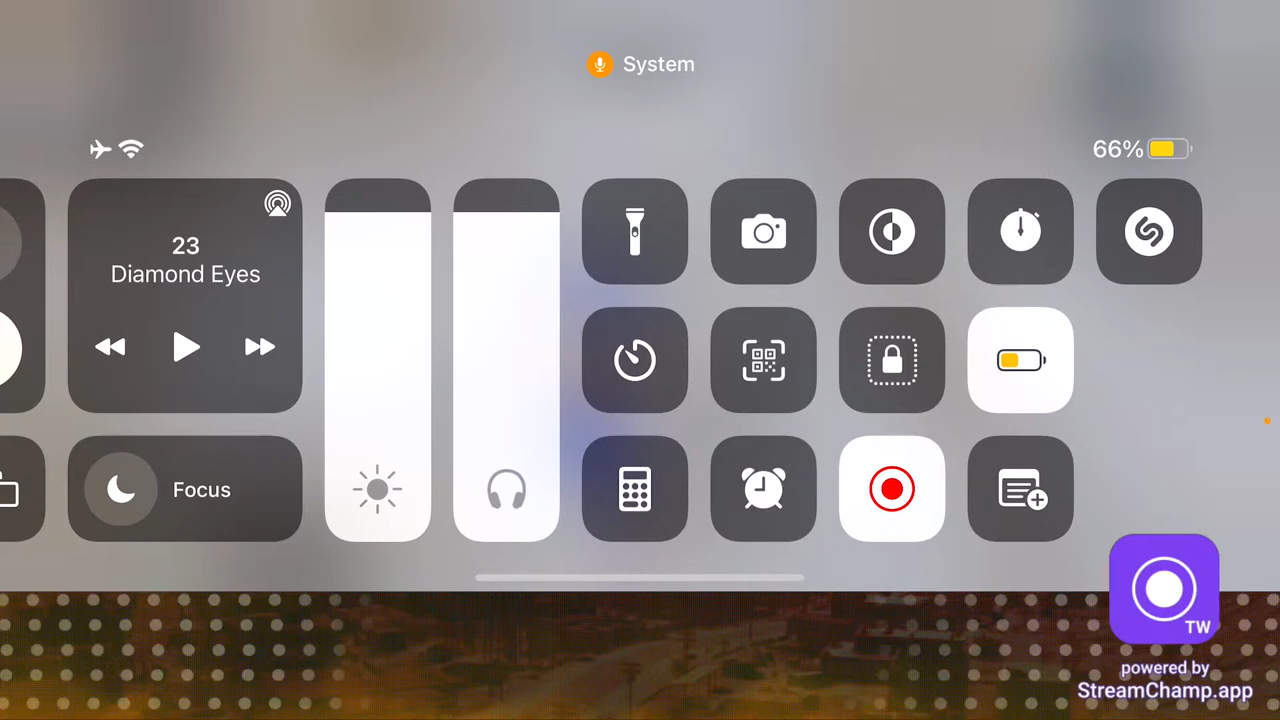 System
66%
23
Diamond Eyes
Focus
TW
powered by
StreamChamp.app